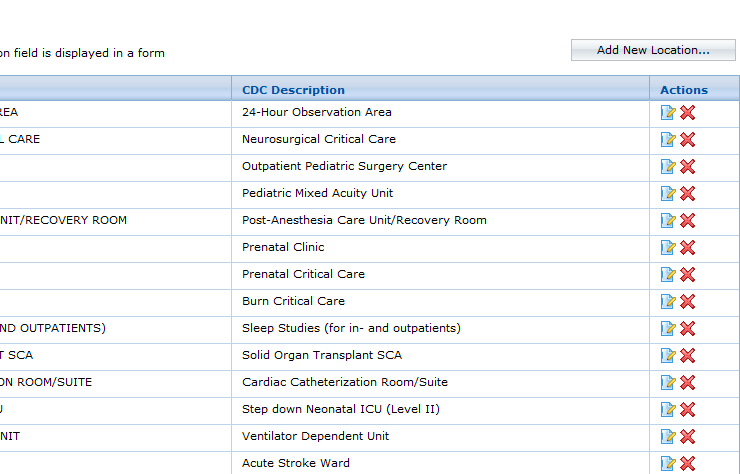 on field is displayed in a form
Add New Location...
CDC Description Actions
REA 24-Hour Observation Area
L CARE Neurosurgical Critical Care
Outpatient Pediatric Surgery Center
Pediatric Mixed Acuity Unit
NIT/RECOVERY ROOM Post-Anesthesia Care Unit/Recovery Room
Prenatal Clinic
Prenatal Critical Care
Burn Critical Care
ND OUTPATIENTS) Sleep Studies (for in- and outpatients)
T SCA Solid Organ Transplant SCA
ON ROOM/SUITE Cardiac Catheterization Room/Suite
U Step down Neonatal ICU (Level II)
NIT Ventilator Dependent Unit
Acute Stroke Ward